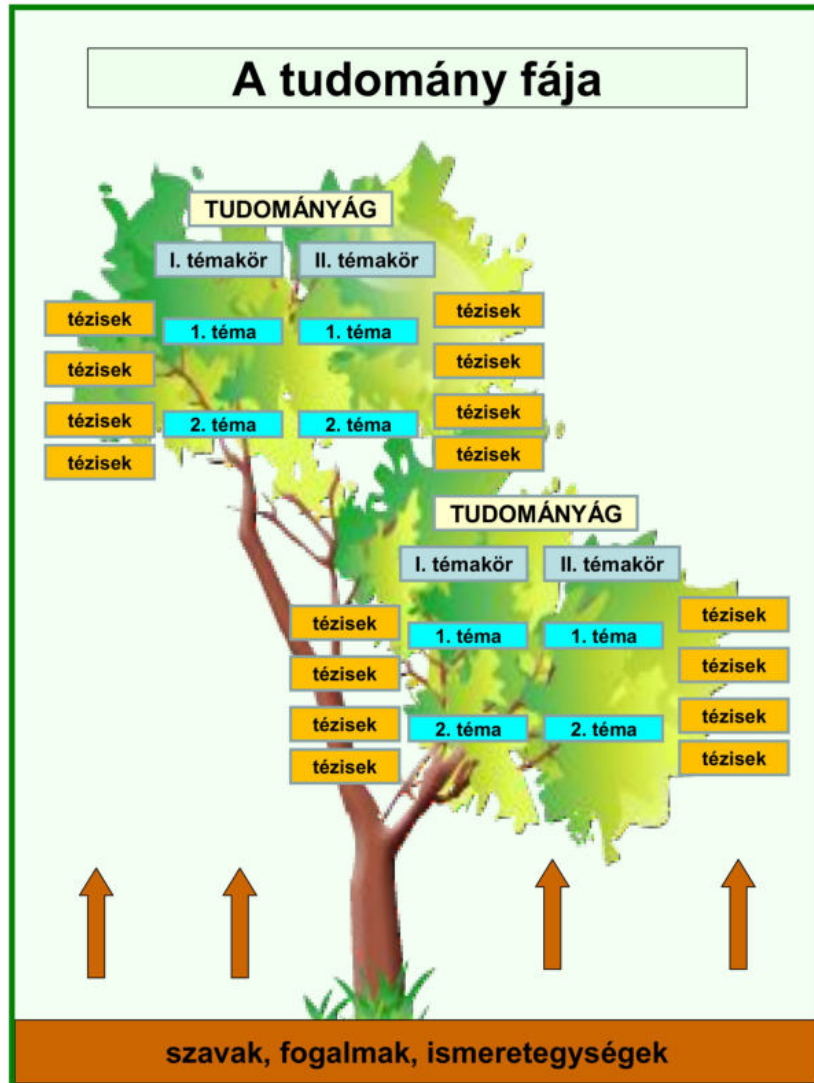 A tudomány fája
TUDOMÁNYÁG
I. témakör II. témakör
tézisek 1. téma 1. téma tézisek
tézisek tézisek
tézisek 2. téma 2. téma tézisek
tézisek tézisek
TUDOMÁNYÁG
I. témakör II. témakör
tézisek 1. téma 1. téma tézisek
tézisek tézisek
tézisek 2. téma 2. téma tézisek
tézisek tézisek
szavak, fogalmak, ismeretegységek